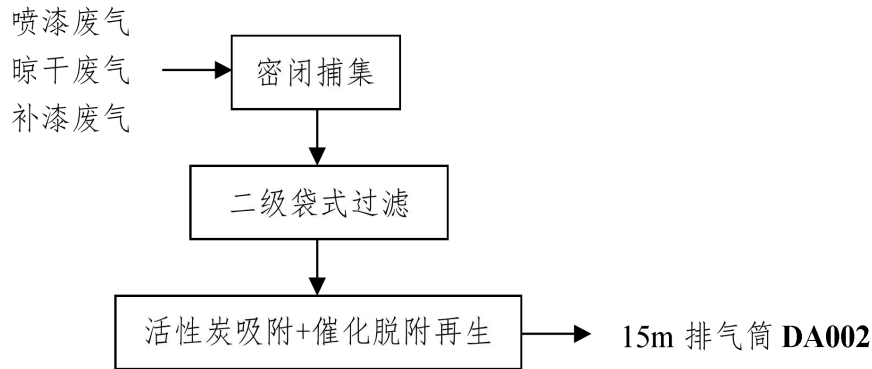 喷漆废气
晾干废气
补漆废气
密闭捕集
二级袋式过滤
活性炭吸附+催化脱附再生
15m 排气筒 DA002